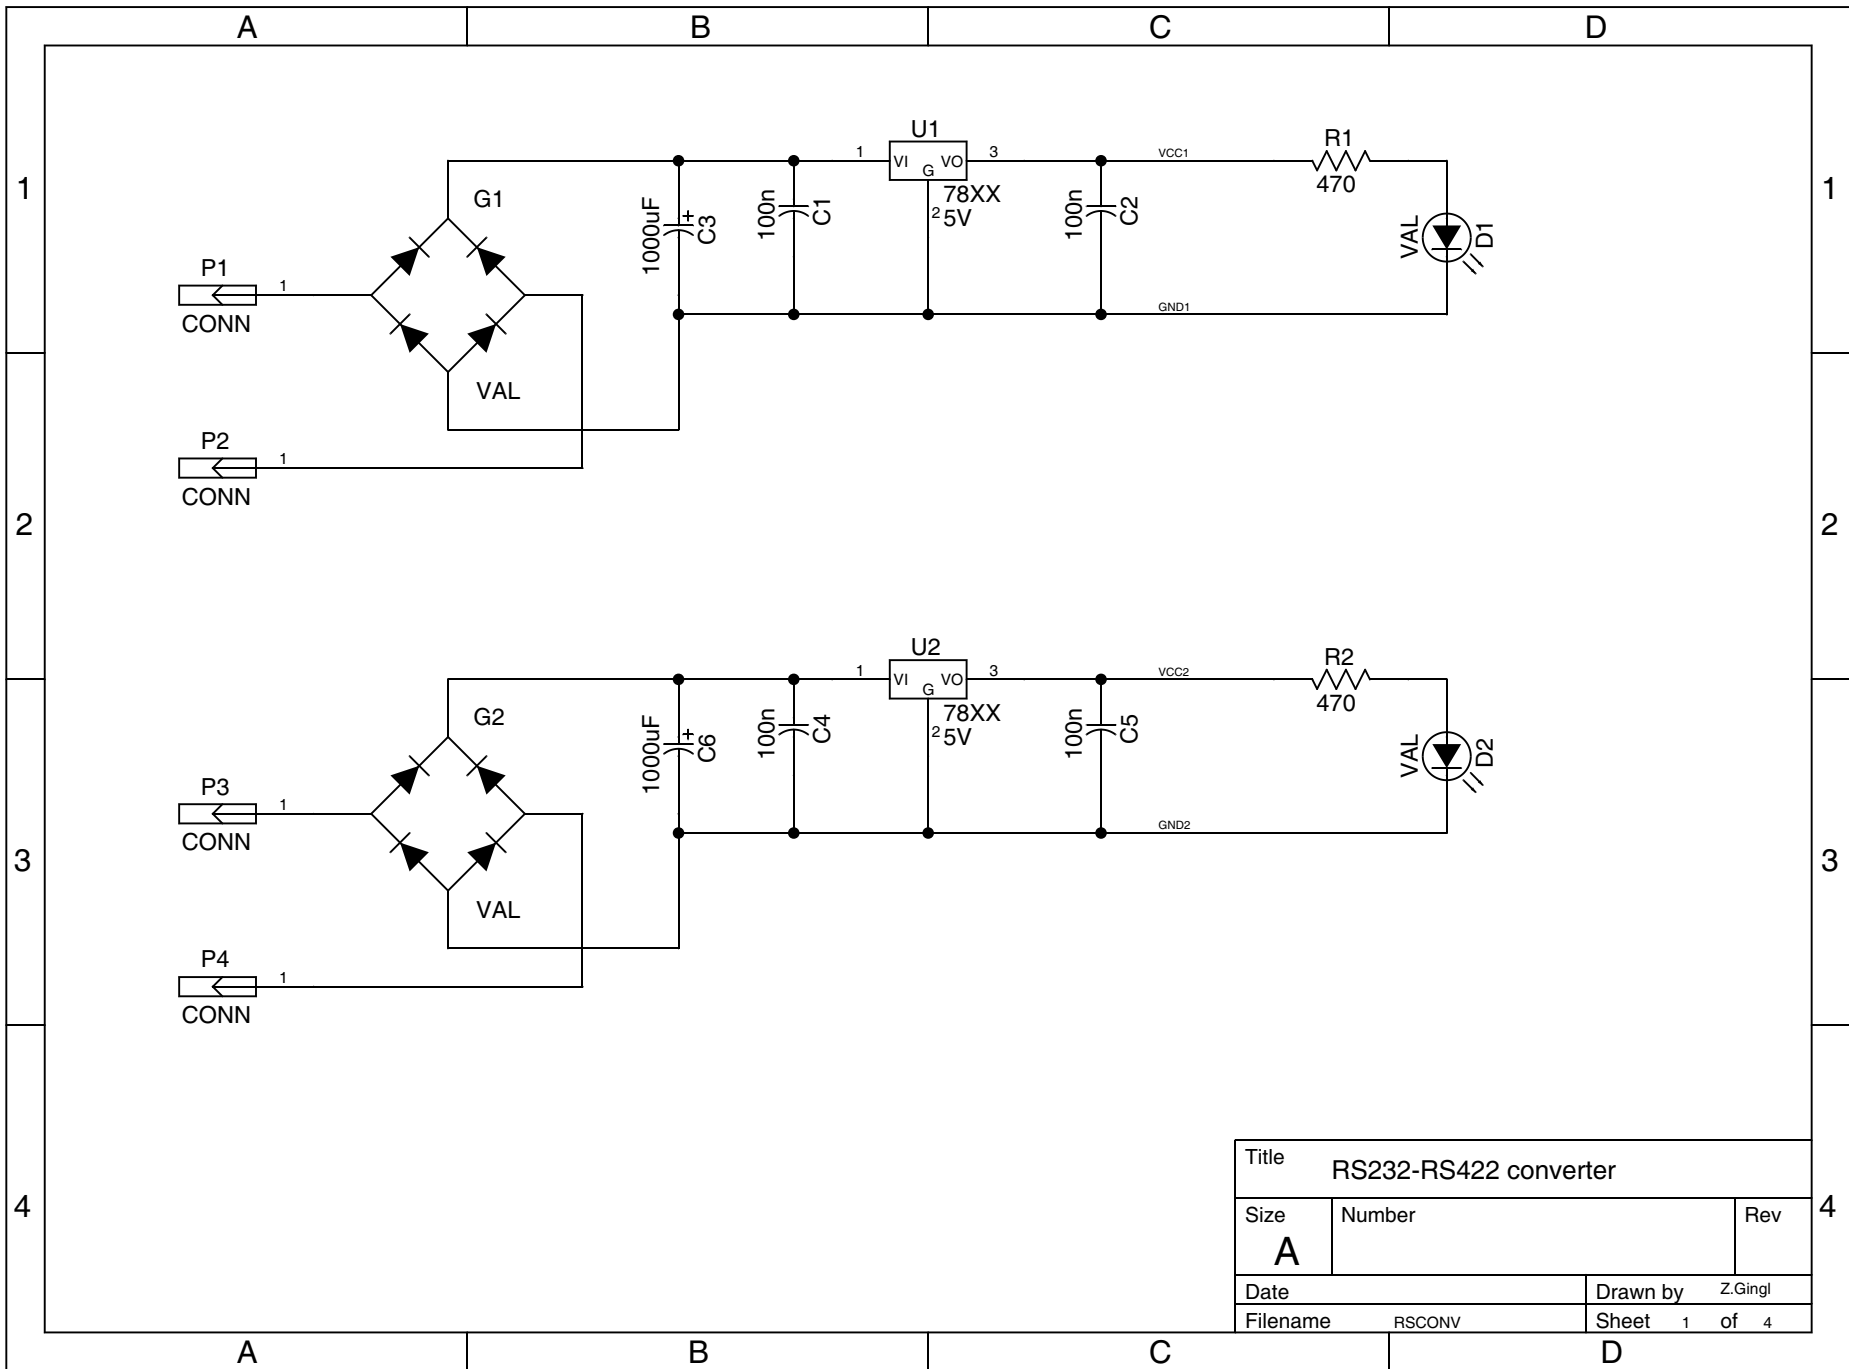 A B C D
1 1
U1
1 VI VO 3 VCC1
G
78XX
2 5V
R1
470
G1
1000uF + C3
100n C1
100n C2
VAL D1
P1
1
CONN
GND1
VAL
P2
1
CONN
2 2
U2
1 VI VO 3 VCC2
G
78XX
2 5V
R2
470
G2
1000uF + C6
100n C4
100n C5
VAL D2
P3
1
CONN
GND2
3 3
VAL
P4
1
CONN
4 4
Title RS232-RS422 converter
Size Number Rev
A
Date Drawn by Z.Gingl
Filename RSCONV Sheet 1 of 4
A B C D